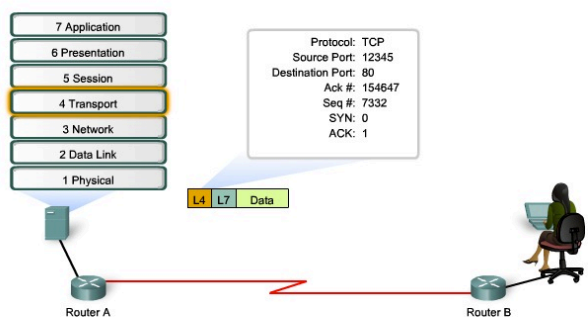 7 Application
6 Presentation
5 Session
4 Transport
3 Network
2 Data Link
1 Physical
Protocol: TCP
Source Port: 12345
Destination Port: 80
Ack #: 154647
Seq #: 7332
SYN: 0
ACK: 1
L4 L7 Data
Router A
Router B